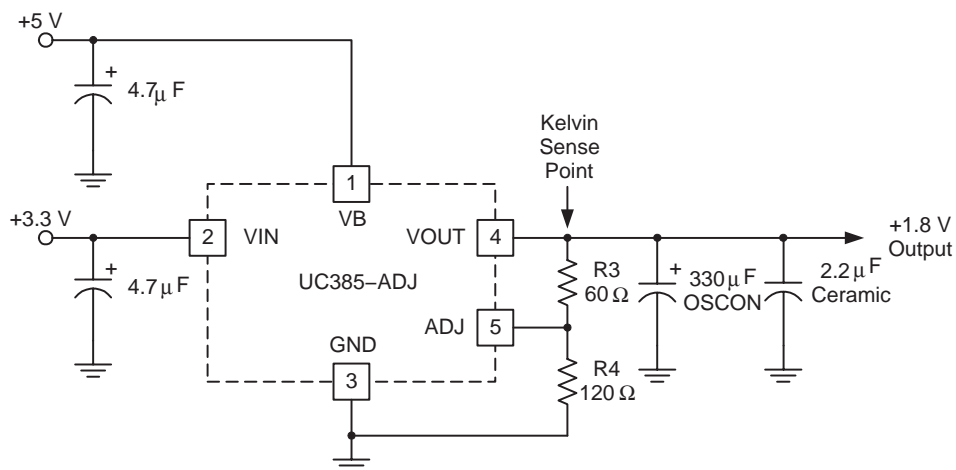 +5 V
+
4.7μ F
Kelvin
Sense
Point
1
VB
+3.3 V
2
VIN
VOUT
4
+1.8 V
Output
+
4.7μ F
UC385–ADJ
R3
60 Ω
+
330μ F
OSCON
2.2μ F
Ceramic
ADJ
5
GND
3
R4
120 Ω